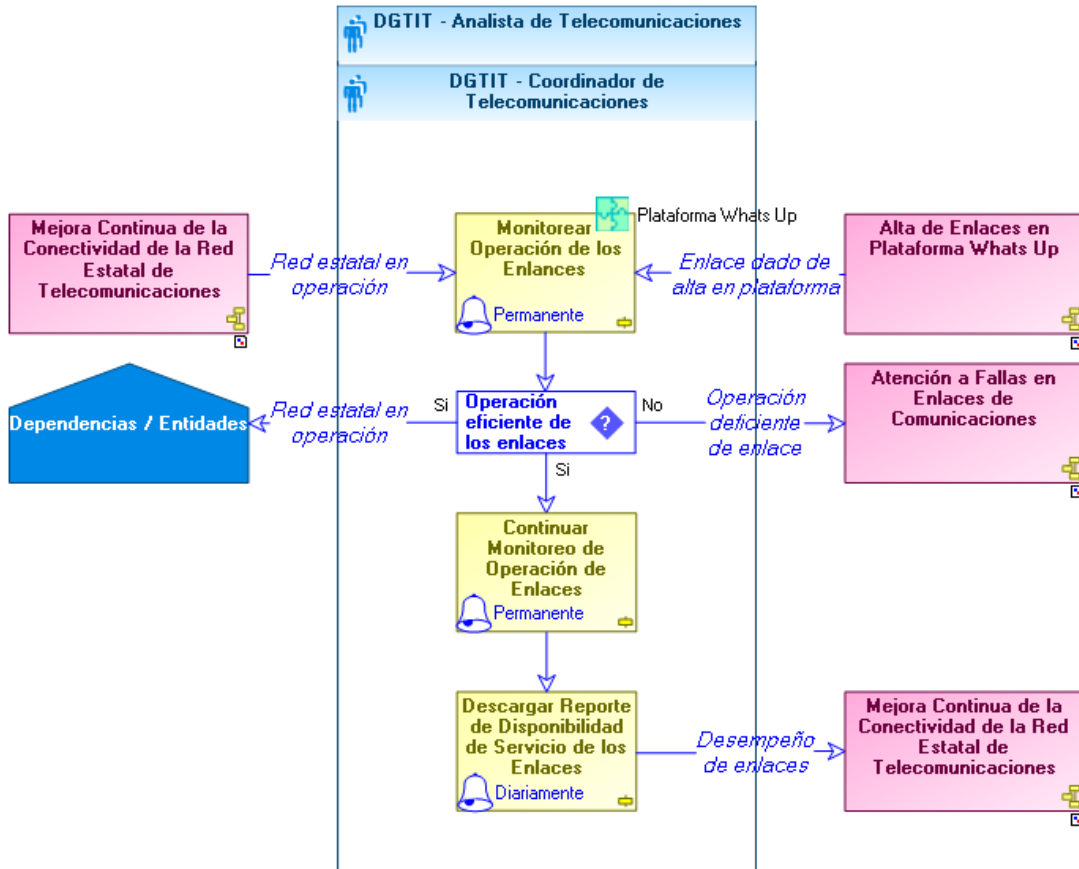 DGTIT - Analista de Telecomunicaciones
DGTIT - Coordinador de
Telecomunicaciones
Mejora Continua de la
Conectividad de la Red
Estatal de
Telecomunicaciones
Red estatal en
operación
Monitorear
Operación de los
Enlances
Permanente
Plataforma Whats Up
Enlace dado de
alta en plataforma
Alta de Enlaces en
Plataforma Whats Up
Dependencias / Entidades
Red estatal en
operación
Si
Operación
eficiente de
los enlaces
?
No
Operación
deficiente
de enlace
Atención a Fallas en
Enlaces de
Comunicaciones
Si
Continuar
Monitoreo de
Operación de
Enlaces
Permanente
Descargar Reporte
de Disponibilidad
de Servicio de los
Enlaces
Diariamente
Desempeño
de enlaces
Mejora Continua de la
Conectividad de la Red
Estatal de
Telecomunicaciones